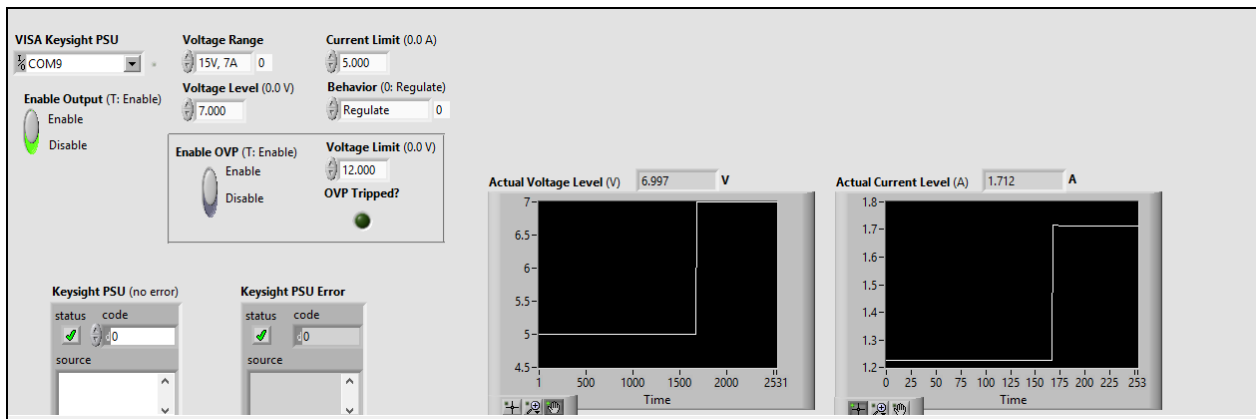 VISA Keysight PSU
COM9
Enable Output (T: Enable)
Enable
Disable
Voltage Range
15V, 7A 0
Voltage Level (0.0 V)
7.000
Current Limit (0.0 A)
5.000
Behavior (0: Regulate)
Regulate 0
Enable OVP (T: Enable)
Enable
Disable
Voltage Limit (0.0 V)
12.000
OVP Tripped?
Keysight PSU (no error)
status code
0
source
Keysight PSU Error
status code
0
source
Actual Voltage Level (V) 6.997 V
7
6.5
6
5.5
5
4.5
1 500 1000 1500 2000 2531
Time
Actual Current Level (A) 1.712 A
1.8
1.7
1.6
1.5
1.4
1.3
1.2
0 25 50 75 100 125 150 175 200 225 253
Time